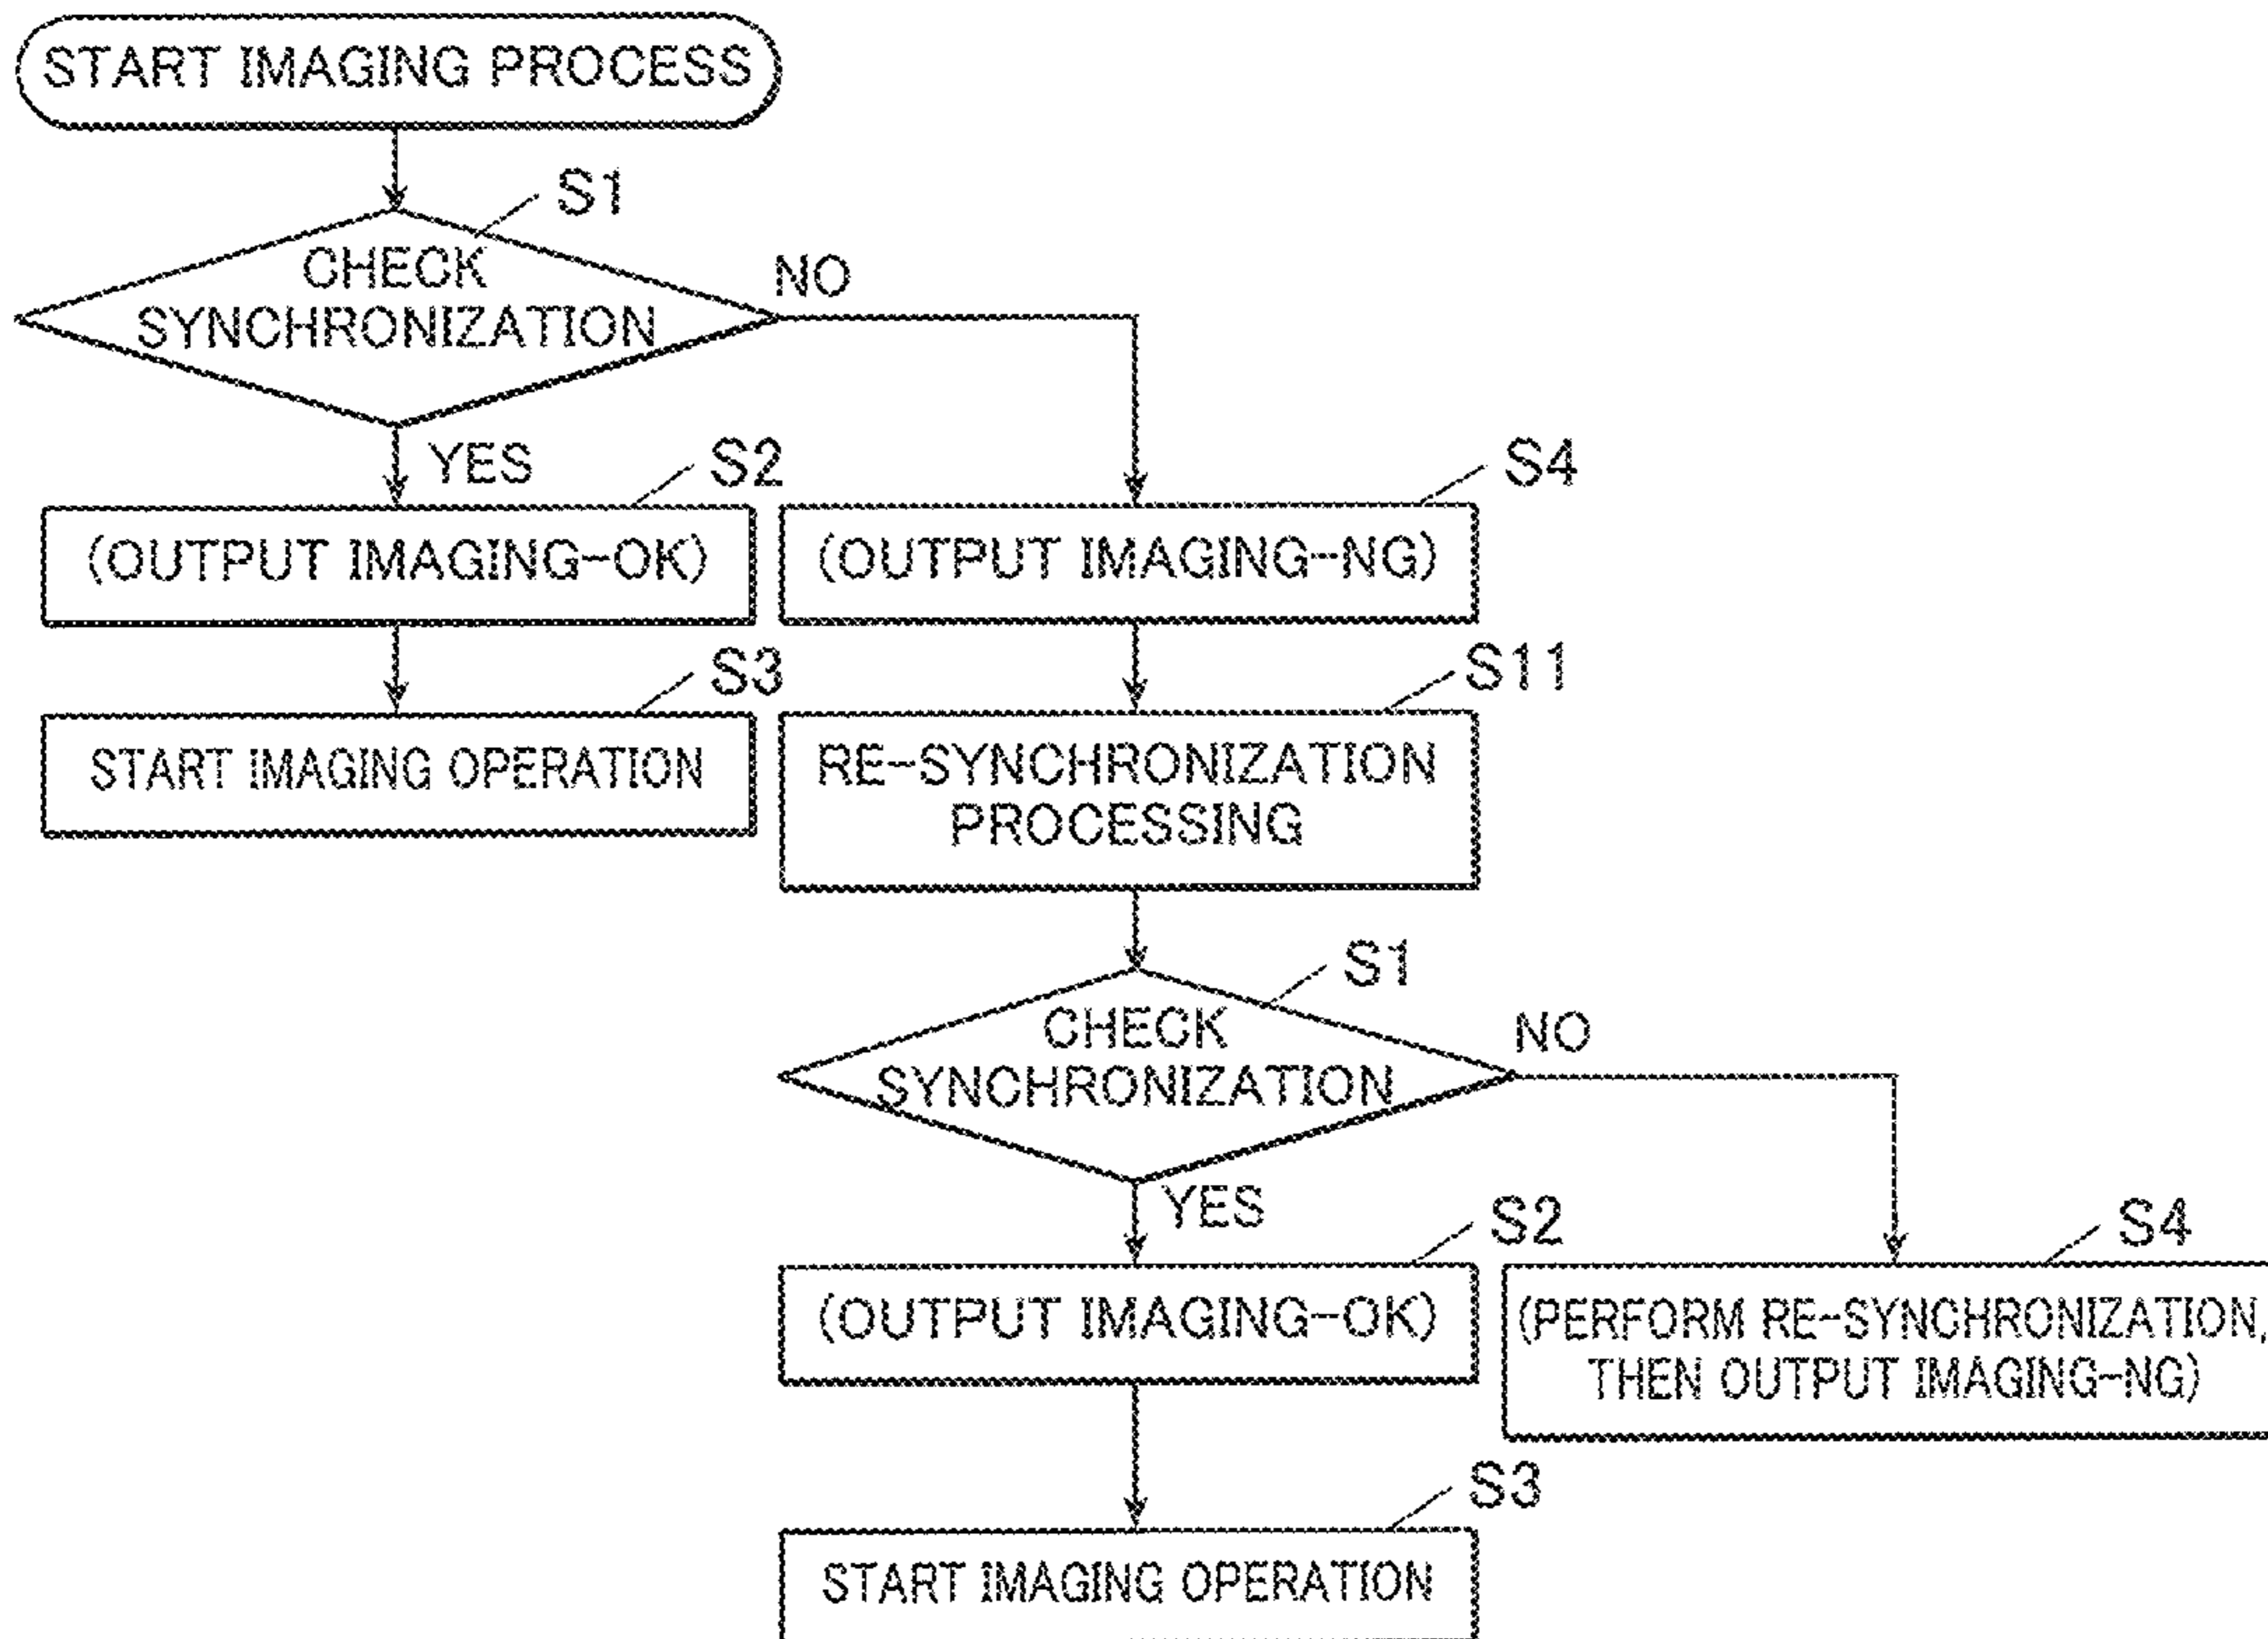 START IMAGING PROCESS
S1
CHECK
SYNCHRONIZATION
NO
YES
S2
S4
(OUTPUT IMAGING-OK)
(OUTPUT IMAGING-NG)
S3
S11
START IMAGING OPERATION
RE-SYNCHRONIZATION
PROCESSING
S1
CHECK
SYNCHRONIZATION
NO
YES
S2
S4
(OUTPUT IMAGING-OK)
(PERFORM RE-SYNCHRONIZATION,
THEN OUTPUT IMAGING-NG)
S3
START IMAGING OPERATION